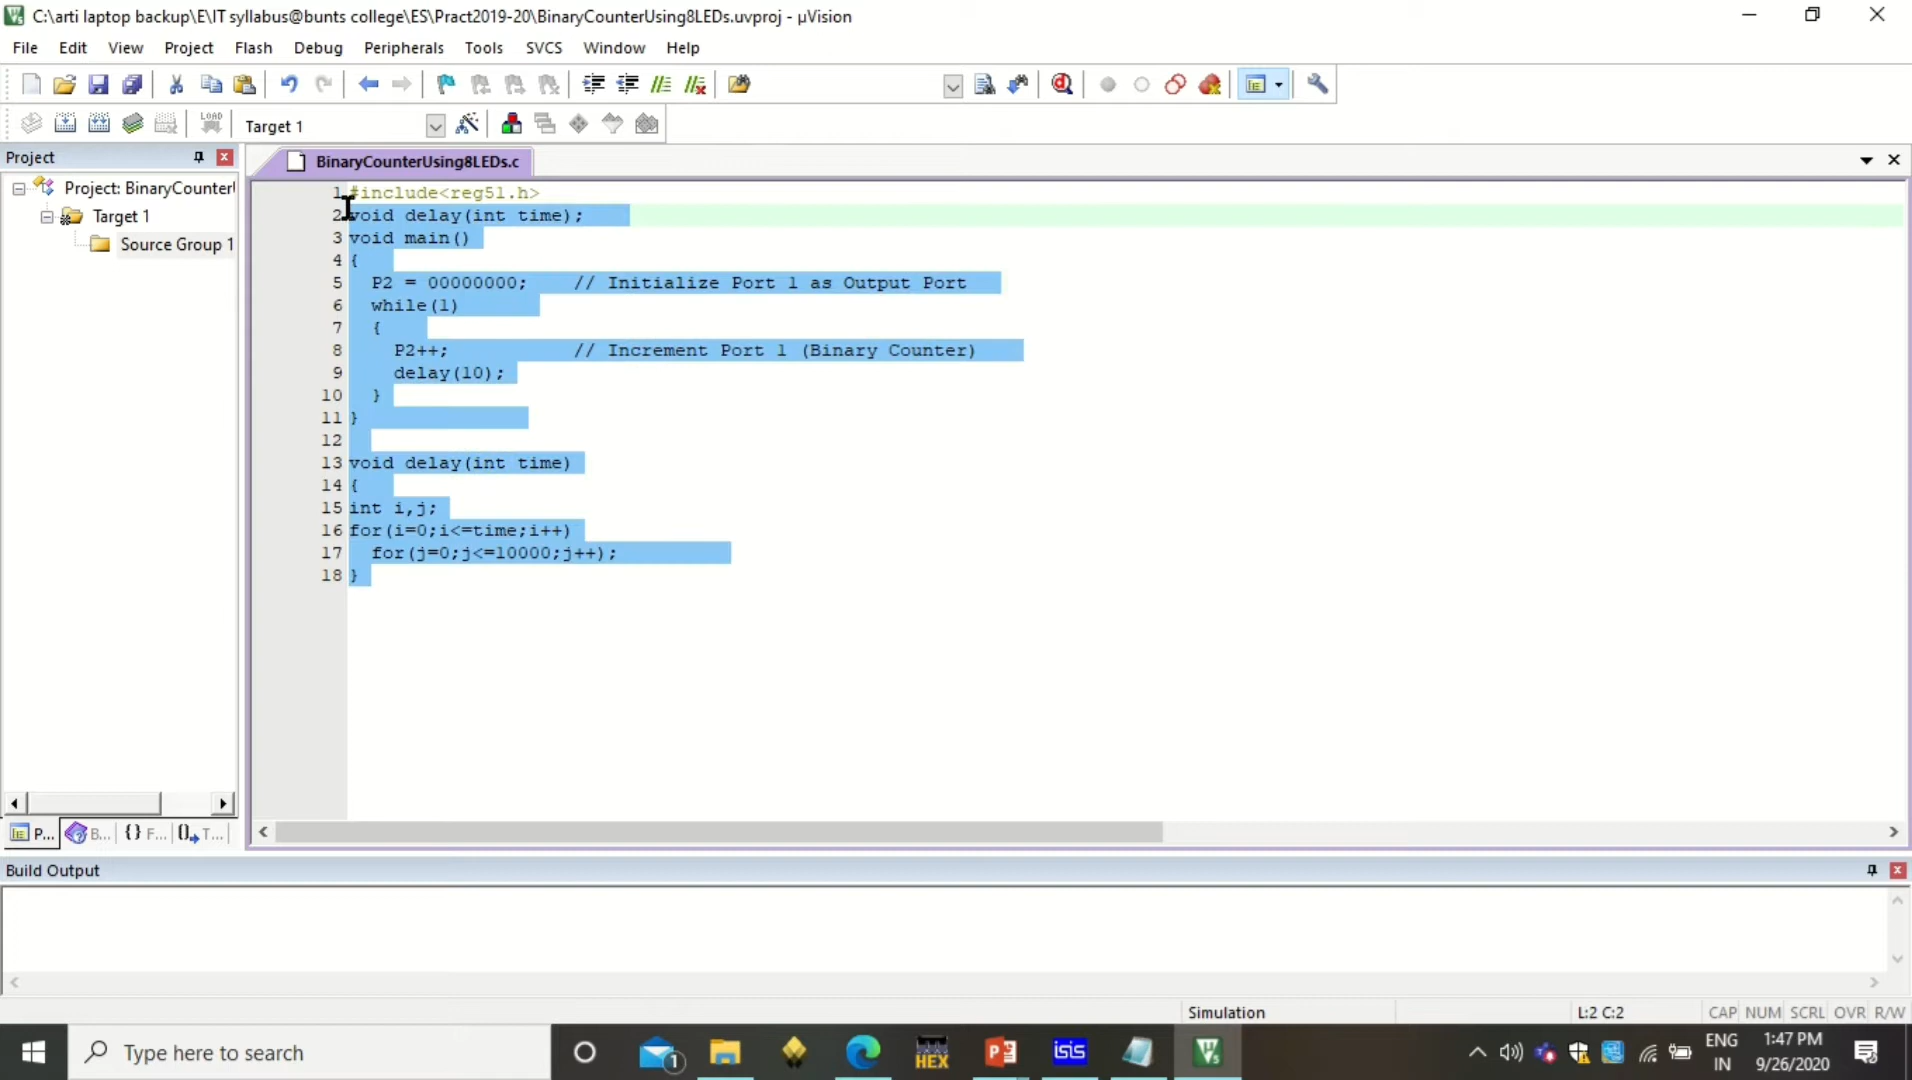 C:\arti laptop backup\E\IT syllabus@bunts college\ES\Pract2019-20\BinaryCounterUsing8LEDs.uvproj - µVision
File Edit View Project Flash Debug Peripherals Tools SVCS Window Help
LOAD Target 1
Project
BinaryCounterUsing8LEDs.c
Project: BinaryCounterU
Target 1
Source Group 1
1 #include<reg51.h>
2 void delay(int time);
3 void main()
4 {
5 P2 = 00000000; // Initialize Port 1 as Output Port
6 while(1)
7 {
8 P2++; // Increment Port 1 (Binary Counter)
9 delay(10);
10 }
11 }
12
13 void delay(int time)
14 {
15 int i,j;
16 for(i=0;i<=time;i++)
17 for(j=0;j<=10000;j++);
18 }
P... B... {} F... T...
Build Output
Simulation L:2 C:2 CAP NUM SCRL OVR R/W
Type here to search
1
HEX
isis
ENG
IN
1:47 PM
9/26/2020